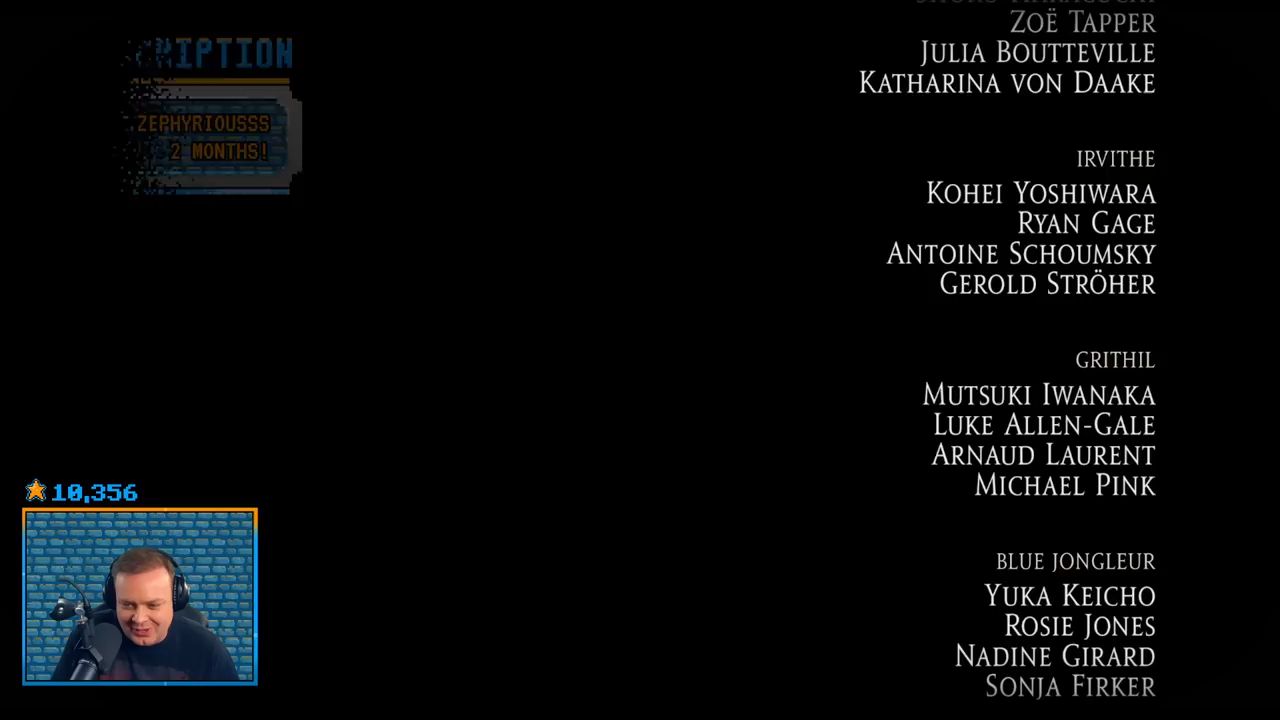 ZOË TAPPER
JULIA BOUTTEVILLE
KATHARINA VON DAAKE
IRVITHE
KOHEI YOSHIWARA
RYAN GAGE
ANTOINE SCHOUMSKY
GEROLD STRÖHER
GRITHIL
MUTSUKI IWANAKA
LUKE ALLEN-GALE
ARNAUD LAURENT
MICHAEL PINK
BLUE JONGLEUR
YUKA KEICHO
ROSIE JONES
NADINE GIRARD
SONJA FIRKER
RIPTION
ZEPHYRIOUSSS
2 MONTHS!
10,356